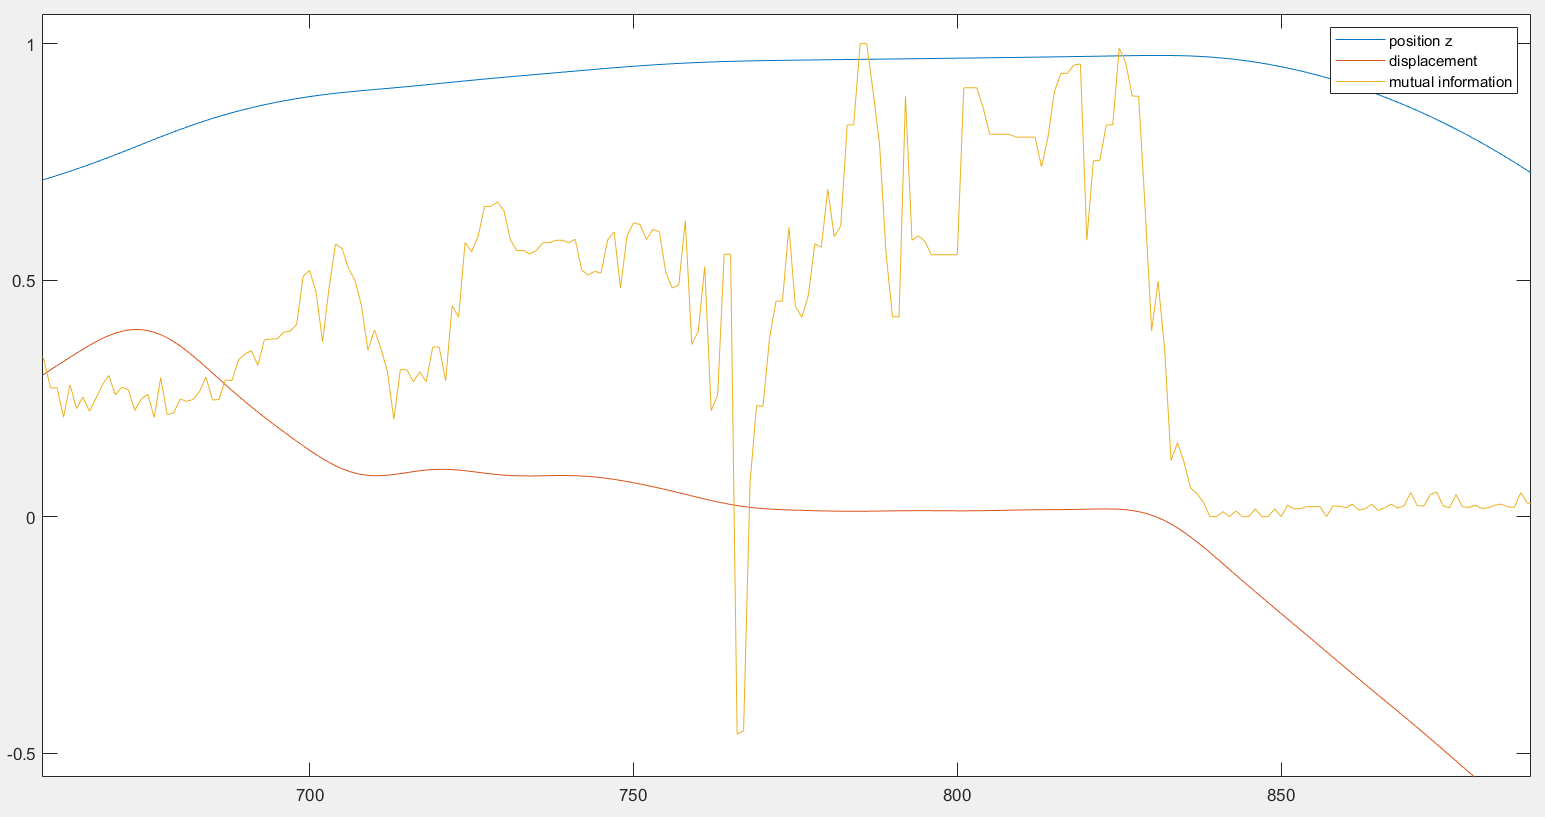 1
0.5
0
-0.5
700
750
800
850
position z
displacement
mutual information